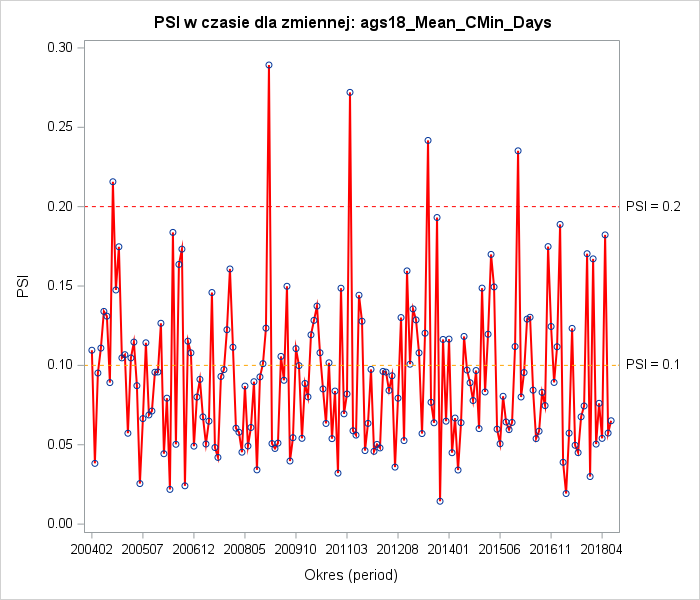 PSI w czasie dla zmiennej: ags18_Mean_CMin_Days
0.30
0.25
0.20
PSI = 0.2
PSI
0.15
0.10
PSI = 0.1
0.05
0.00
200402 200507 200612 200805 200910 201103 201208 201401 201506 201611 201804
Okres (period)